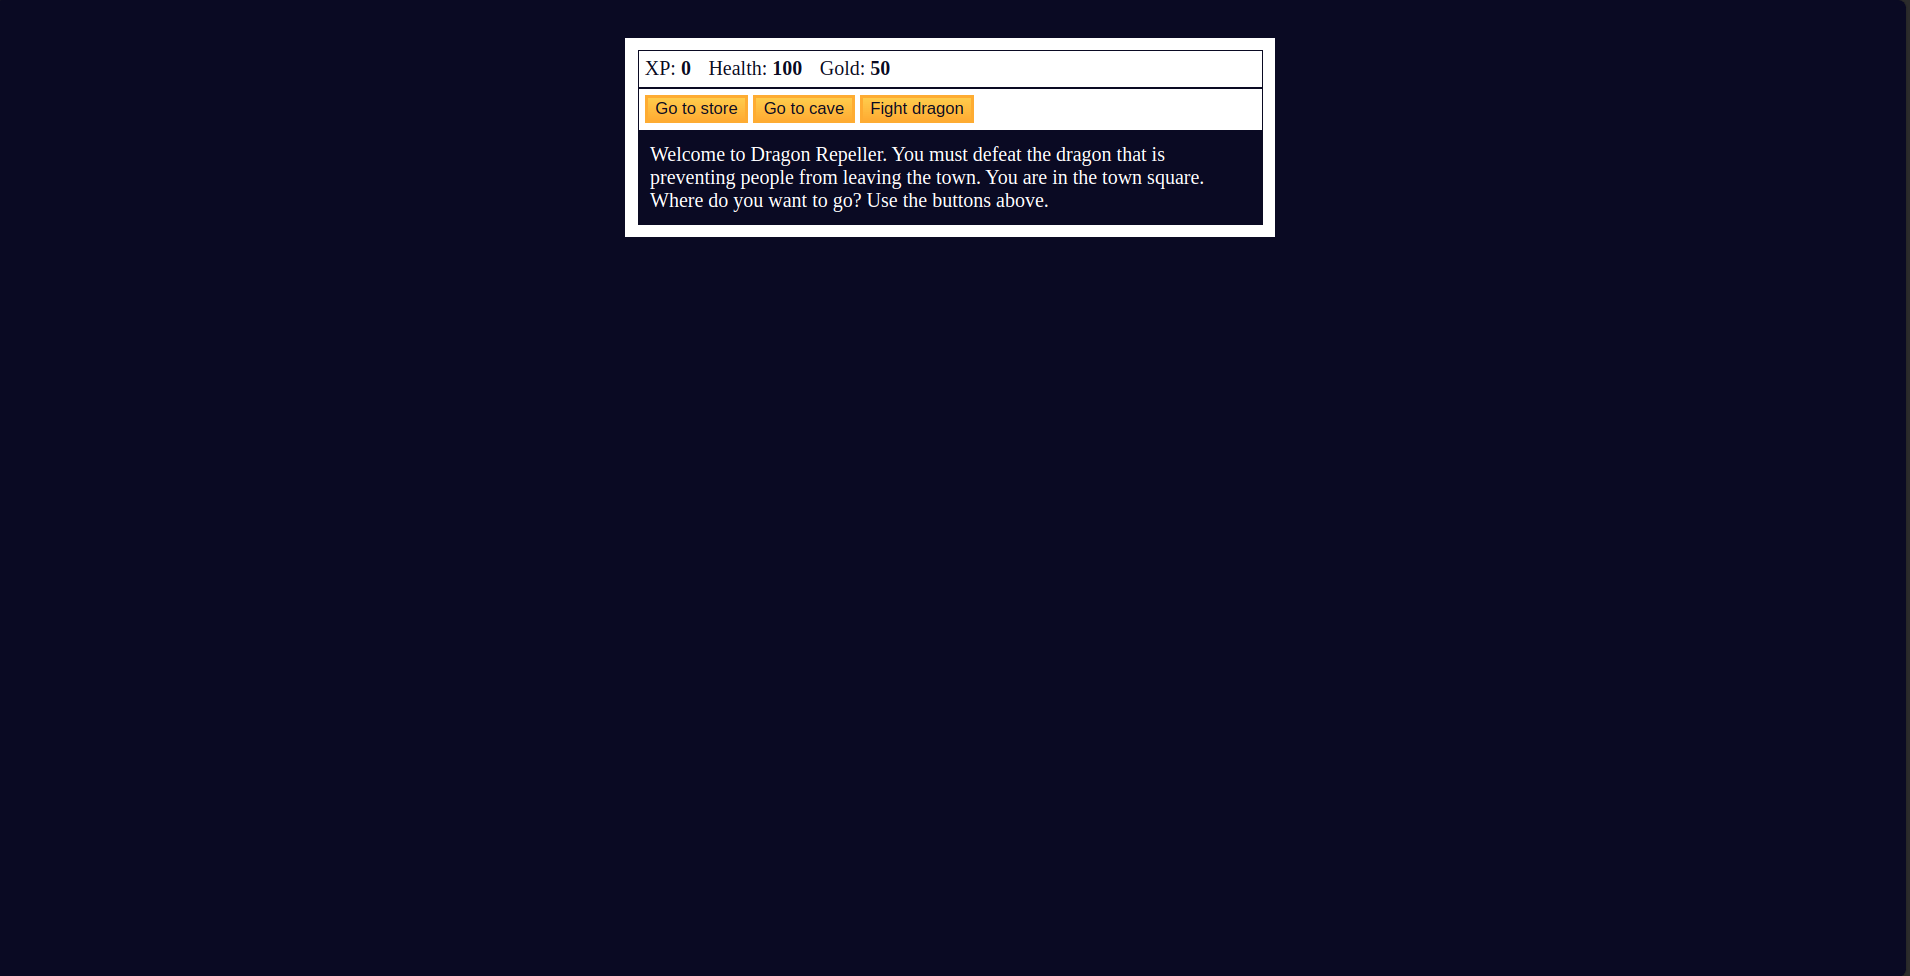 XP: 0 Health: 100 Gold: 50
Go to store Go to cave Fight dragon
Welcome to Dragon Repeller. You must defeat the dragon that is
preventing people from leaving the town. You are in the town square.
Where do you want to go? Use the buttons above.